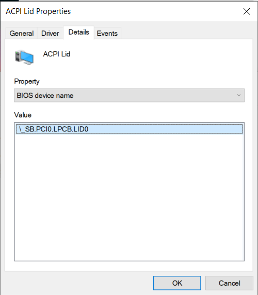 ACPI Lid Properties
General
Driver
Details
Events
ACPI Lid
Property
BIOS device name
Value
\_SB.PCI0.LPCB.LID0
OK
Cancel